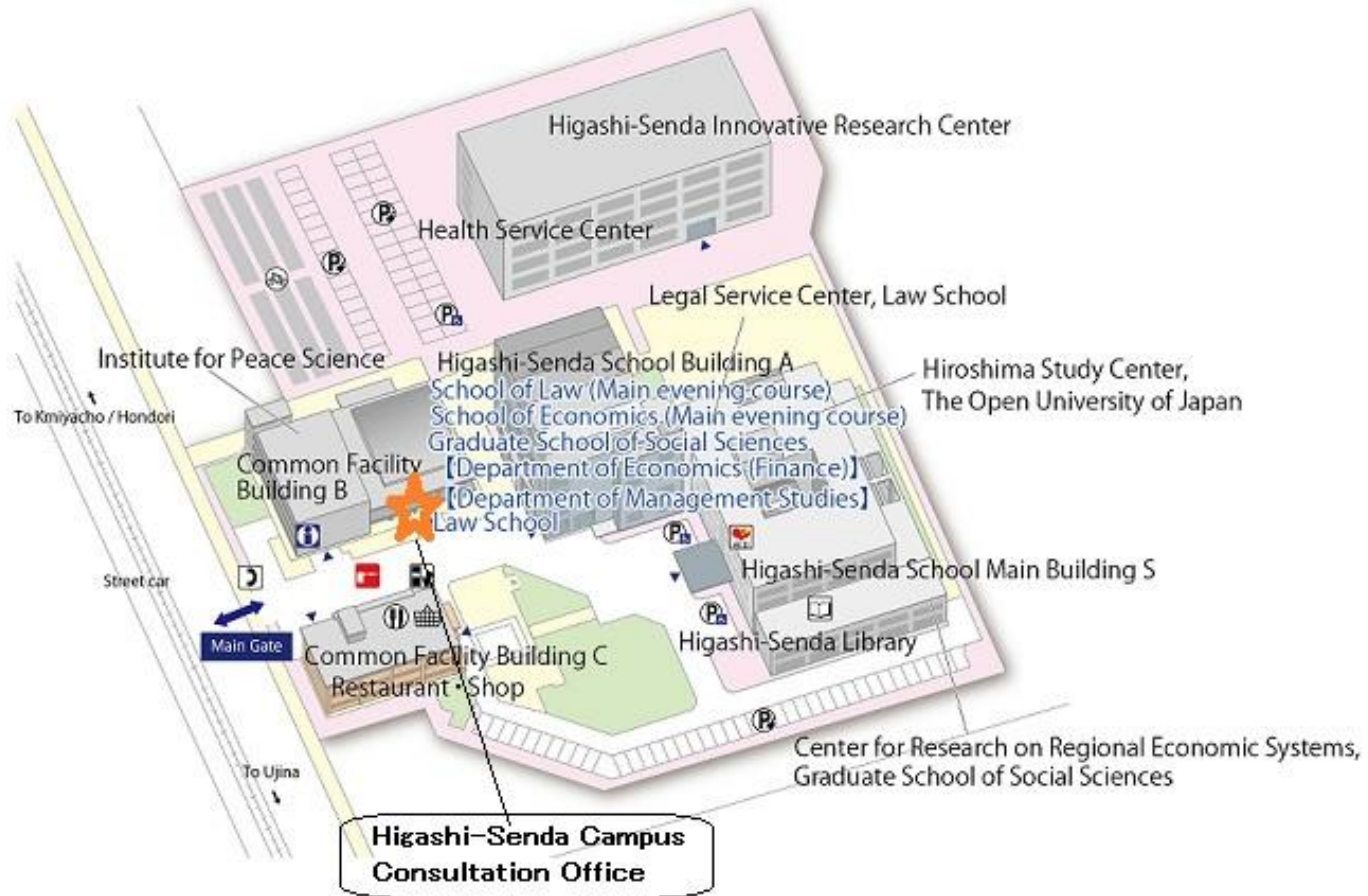 Higashi-Senda Innovative Research Center
Health Service Center
Legal Service Center, Law School
Institute for Peace Science
Higashi-Senda School Building A
School of Law (Main evening course)
School of Economics (Main evening course)
Graduate School of Social Sciences
【Department of Economics (Finance)】
【Department of Management Studies】
Law School
Hiroshima Study Center,
The Open University of Japan
To Kmiyacho / Hondori
Common Facility
Building B
Street car
Main Gate
Higashi-Senda School Main Building S
Higashi-Senda Library
Common Facility Building C
Restaurant・Shop
To Ujina
Center for Research on Regional Economic Systems,
Graduate School of Social Sciences
Higashi-Senda Campus
Consultation Office
P
P
P
P
P
P